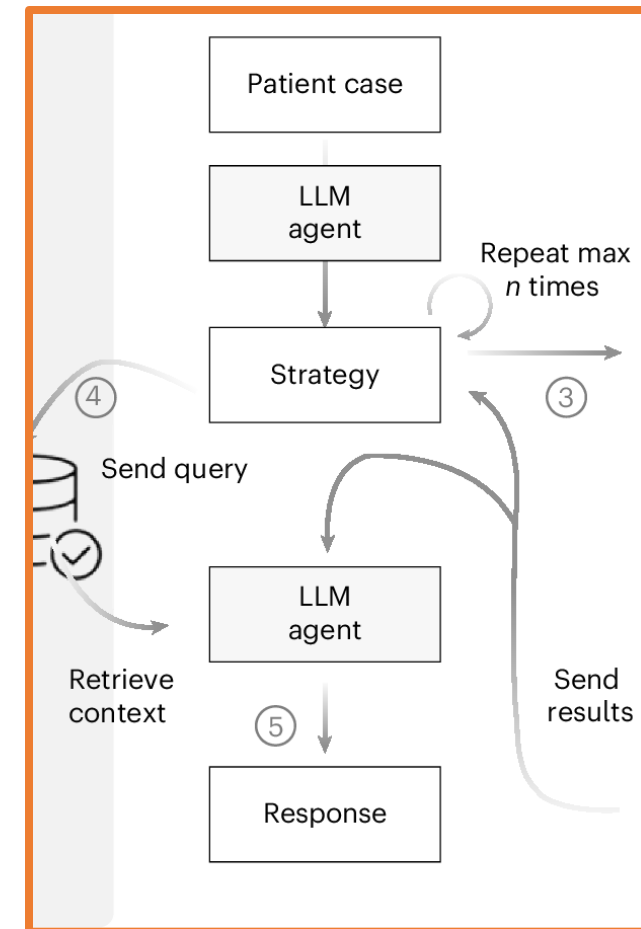 Patient case
LLM
agent
Repeat max
n times
Strategy
③
④
Send query
LLM
agent
Retrieve
context
Send
results
⑤
Response